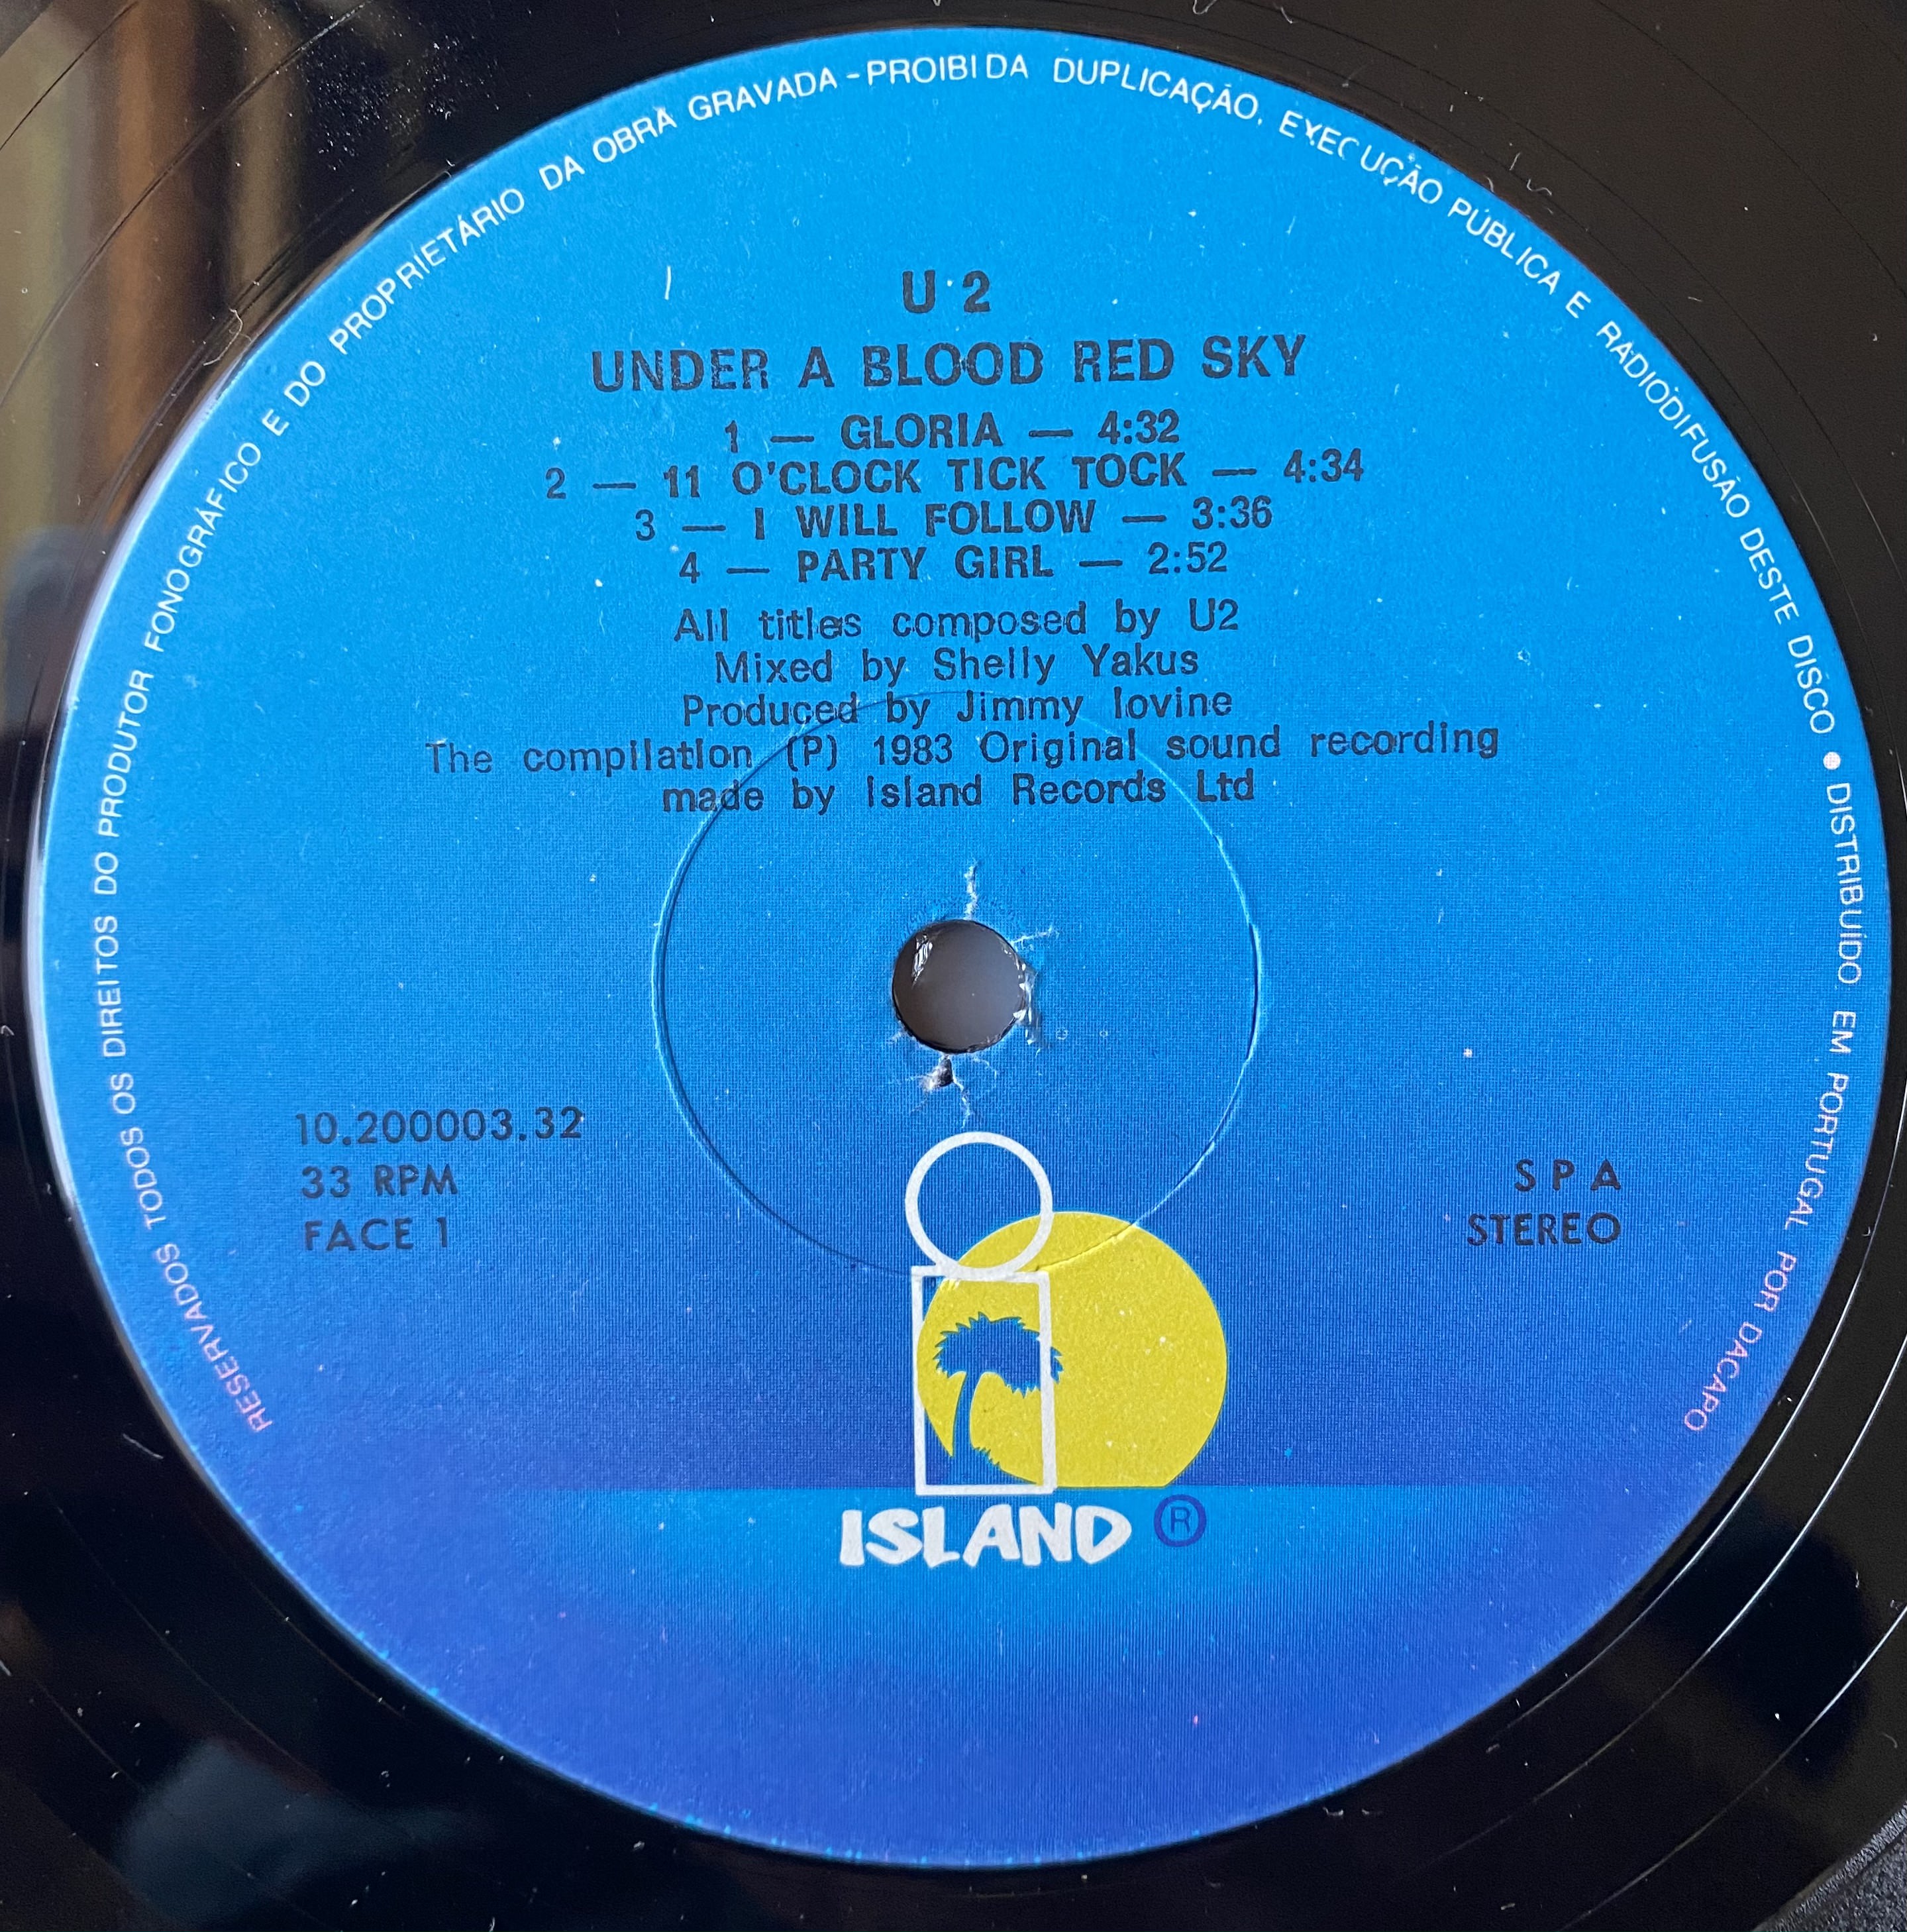 RESERVADOS TODOS OS DIREITOS DO PRODUTOR FONOGRÁFICO E DO PROPRIETÁRIO DA OBRA GRAVADA - PROIBIDA DUPLICAÇÃO, EXECUÇÃO PÚBLICA E RADIODIFUSÃO DESTE DISCO ● DISTRIBUÍDO EM PORTUGAL POR DACAPO
U 2
UNDER A BLOOD RED SKY
1 — GLORIA — 4:32
2 — 11 O'CLOCK TICK TOCK — 4:34
3 — I WILL FOLLOW — 3:36
4 — PARTY GIRL — 2:52
All titles composed by U2
Mixed by Shelly Yakus
Produced by Jimmy Iovine
The compilation (P) 1983 Original sound recording
made by Island Records Ltd
10.200003.32
33 RPM
FACE 1
S P A
STEREO
ISLAND ®